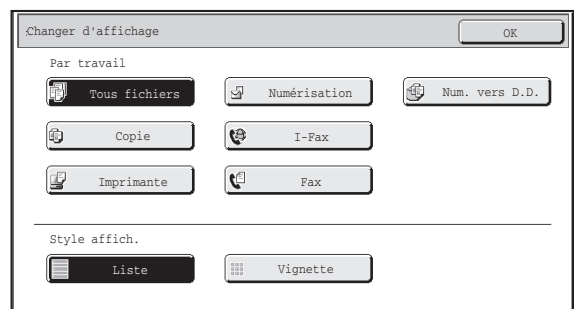 Changer d'affichage OK
Par travail
Tous fichiers Numérisation Num. vers D.D.
Copie I-Fax
Imprimante Fax
Style affich.
Liste Vignette